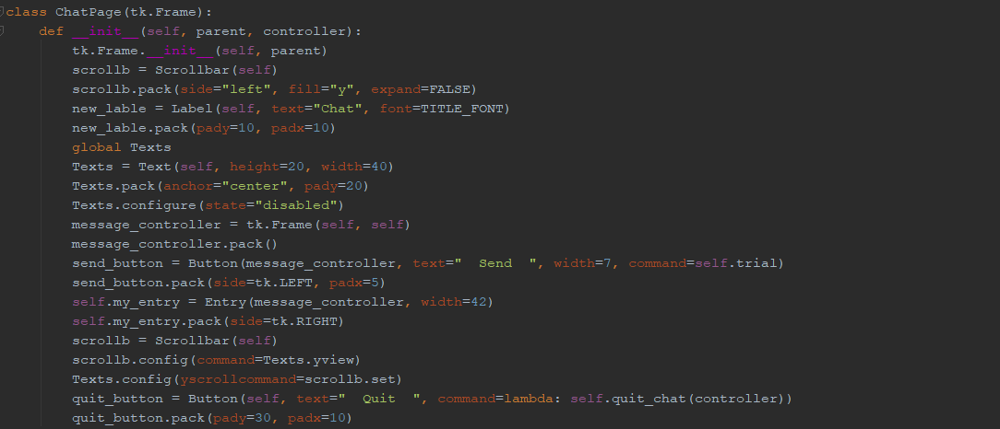 class ChatPage(tk.Frame):
    def __init__(self, parent, controller):
        tk.Frame.__init__(self, parent)
        scrollb = Scrollbar(self)
        scrollb.pack(side="left", fill="y", expand=FALSE)
        new_lable = Label(self, text="Chat", font=TITLE_FONT)
        new_lable.pack(pady=10, padx=10)
        global Texts
        Texts = Text(self, height=20, width=40)
        Texts.pack(anchor="center", pady=20)
        Texts.configure(state="disabled")
        message_controller = tk.Frame(self, self)
        message_controller.pack()
        send_button = Button(message_controller, text="  Send  ", width=7, command=self.trial)
        send_button.pack(side=tk.LEFT, padx=5)
        self.my_entry = Entry(message_controller, width=42)
        self.my_entry.pack(side=tk.RIGHT)
        scrollb = Scrollbar(self)
        scrollb.config(command=Texts.yview)
        Texts.config(yscrollcommand=scrollb.set)
        quit_button = Button(self, text="  Quit  ", command=lambda: self.quit_chat(controller))
        quit_button.pack(pady=30, padx=10)